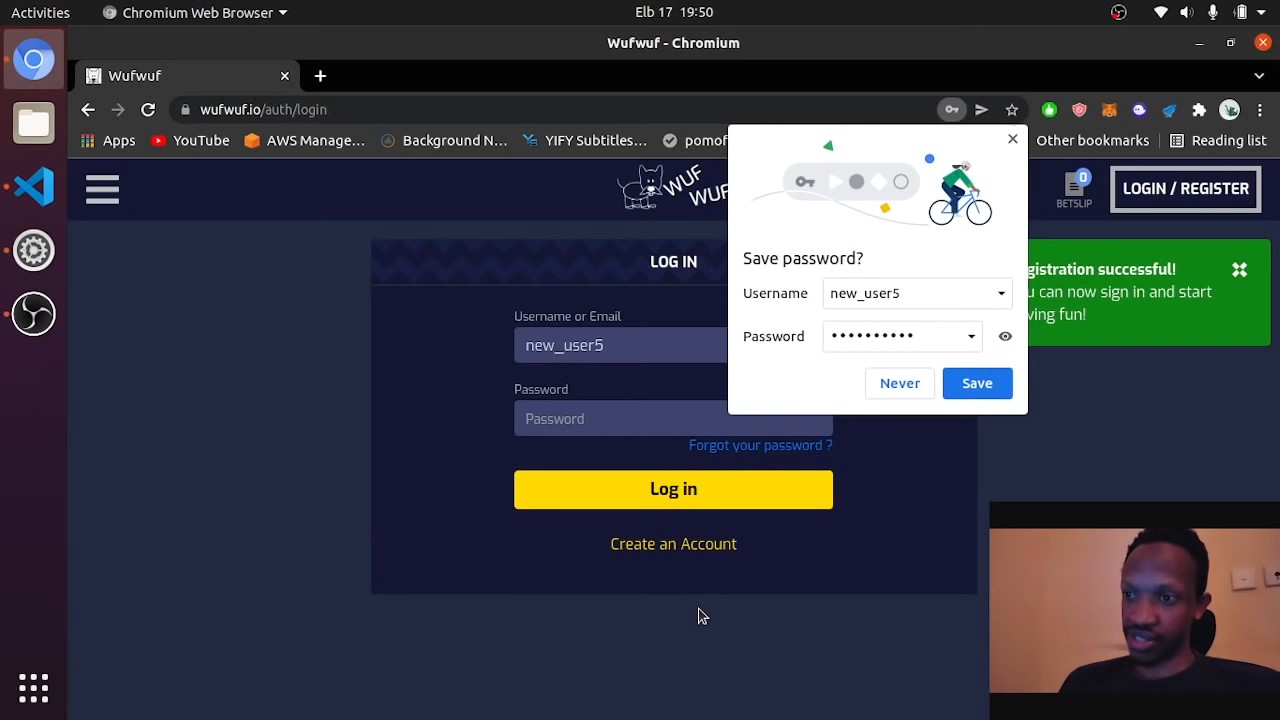 Activities
Chromium Web Browser
Elb 17 19:50
Wufwuf - Chromium
Wufwuf
wufwuf.io/auth/login
Apps
YouTube
AWS Manage...
Background N...
YIFY Subtitles...
pomof
Other bookmarks
Reading list
WUF
WUF
0
BETSLIP
LOGIN / REGISTER
LOG IN
Username or Email
new_user5
Password
Password
Forgot your password ?
Log in
Create an Account
Save password?
Username
new_user5
Password
••••••••••
Never
Save
gistration successful!
u can now sign in and start
ving fun!